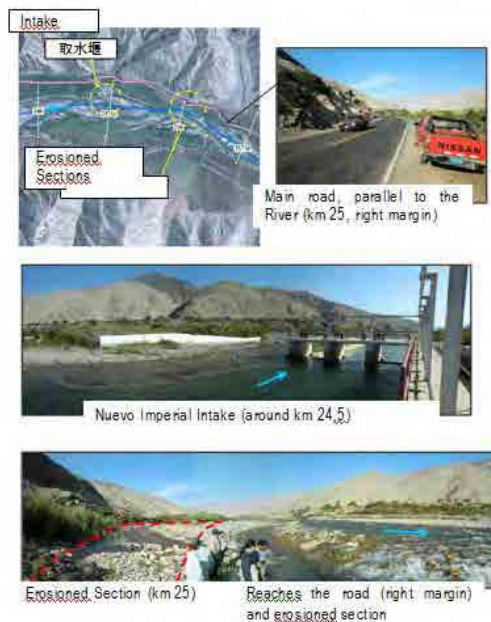 Intake
取水堰
Erosioned
Sections
NISSAN
Main road, parallel to the
River (km 25, right margin)
Nuevo Imperial Intake (around km 24,5)
Erosioned Section (km 25)
Reaches the road (right margin)
and erosioned section